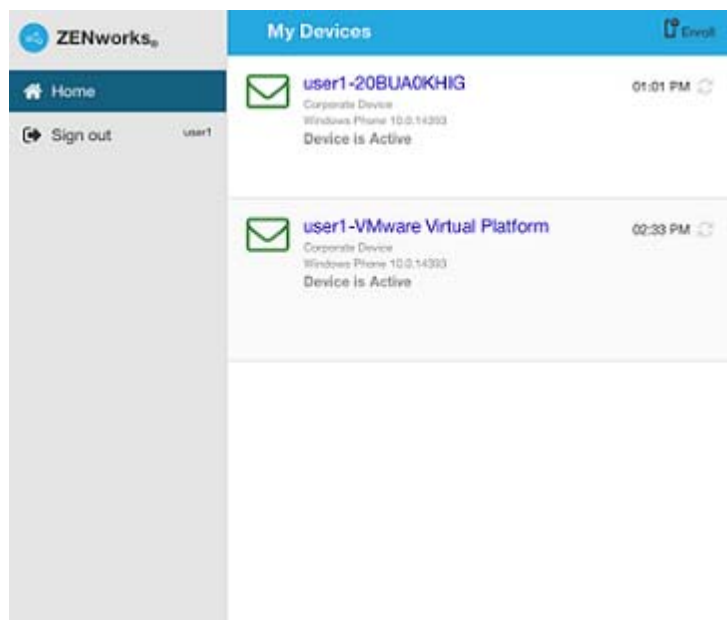 ZENworks®
Home
Sign out user1
My Devices
Enroll
user1-20BUA0KHIG
01:01 PM
Corporate Device
Windows Phone 10.0.14393
Device is Active
user1-VMware Virtual Platform
02:33 PM
Corporate Device
Windows Phone 10.0.14393
Device is Active